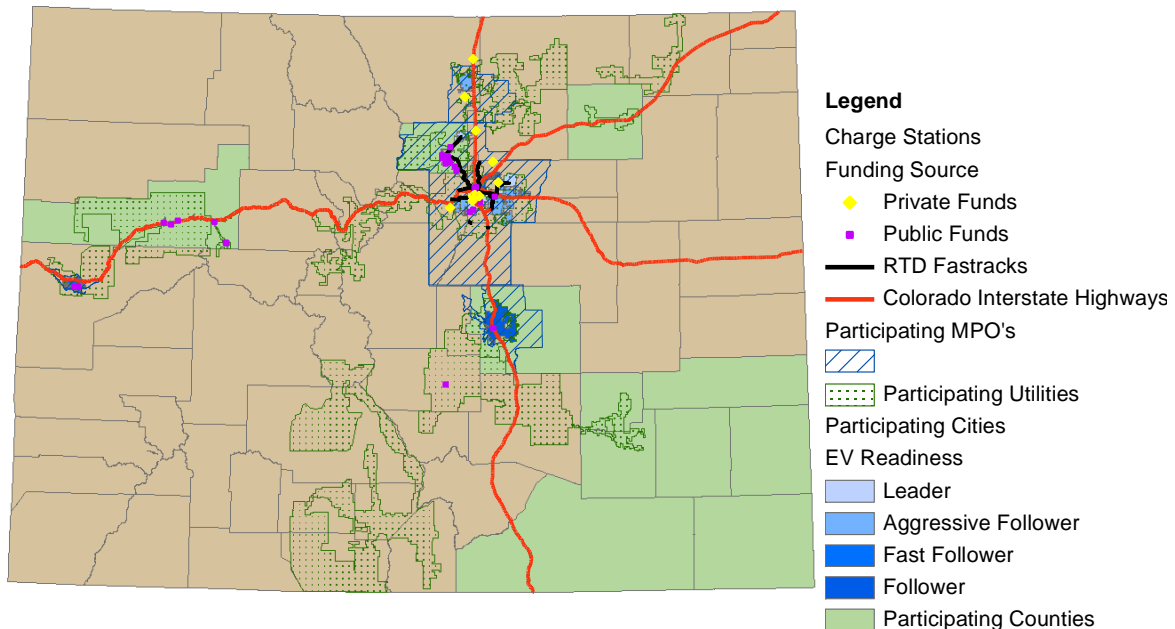 Legend
Charge Stations
Funding Source
Private Funds
Public Funds
RTD Fastracks
Colorado Interstate Highways
Participating MPO's
Participating Utilities
Participating Cities
EV Readiness
Leader
Aggressive Follower
Fast Follower
Follower
Participating Counties